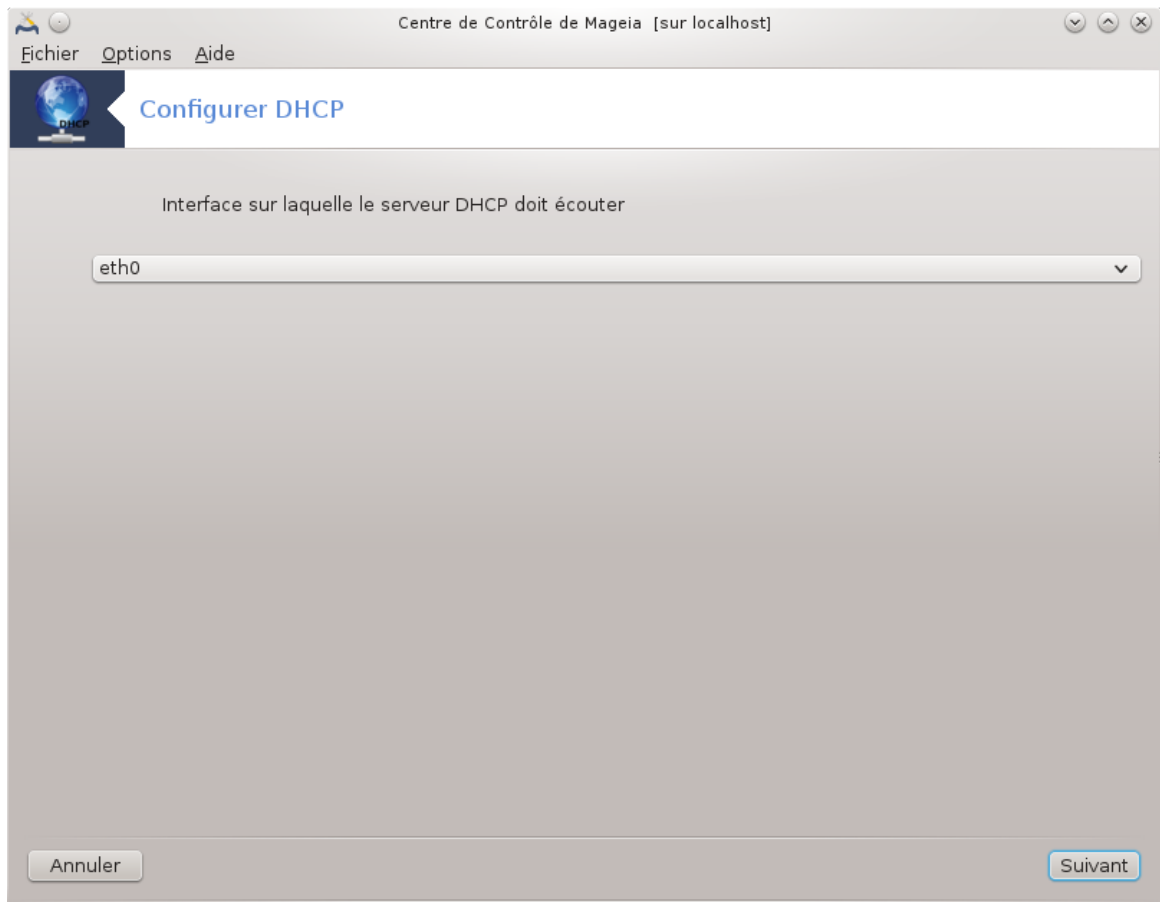 Centre de Contrôle de Mageia [sur localhost]
Fichier Options Aide
DHCP
Configurer DHCP
Interface sur laquelle le serveur DHCP doit écouter
eth0
Annuler Suivant